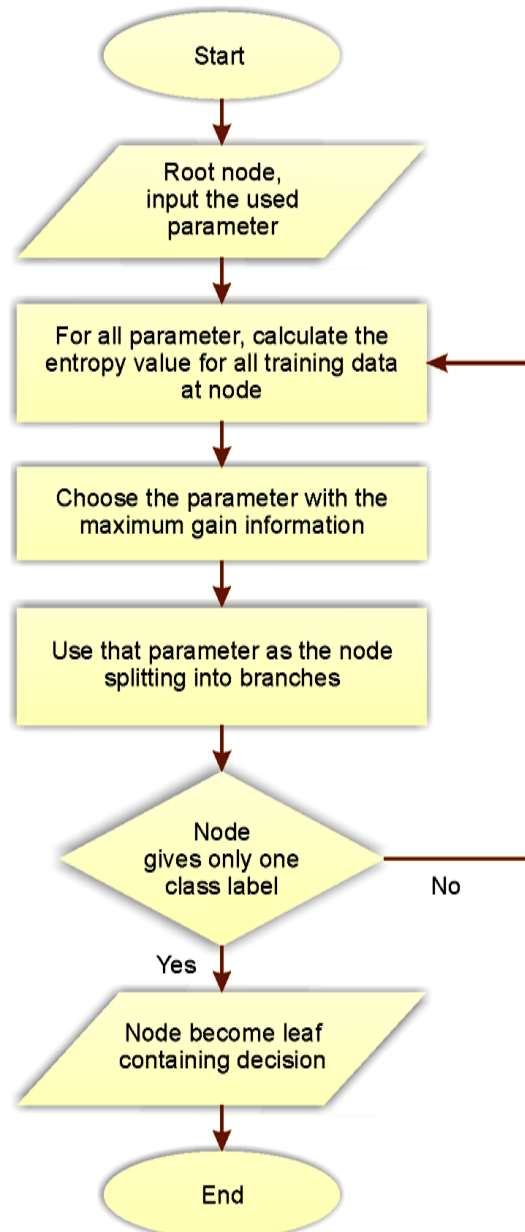 Start
Root node,
input the used
parameter
For all parameter, calculate the
entropy value for all training data
at node
Choose the parameter with the
maximum gain information
Use that parameter as the node
splitting into branches
Node
gives only one
class label
No
Yes
Node become leaf
containing decision
End